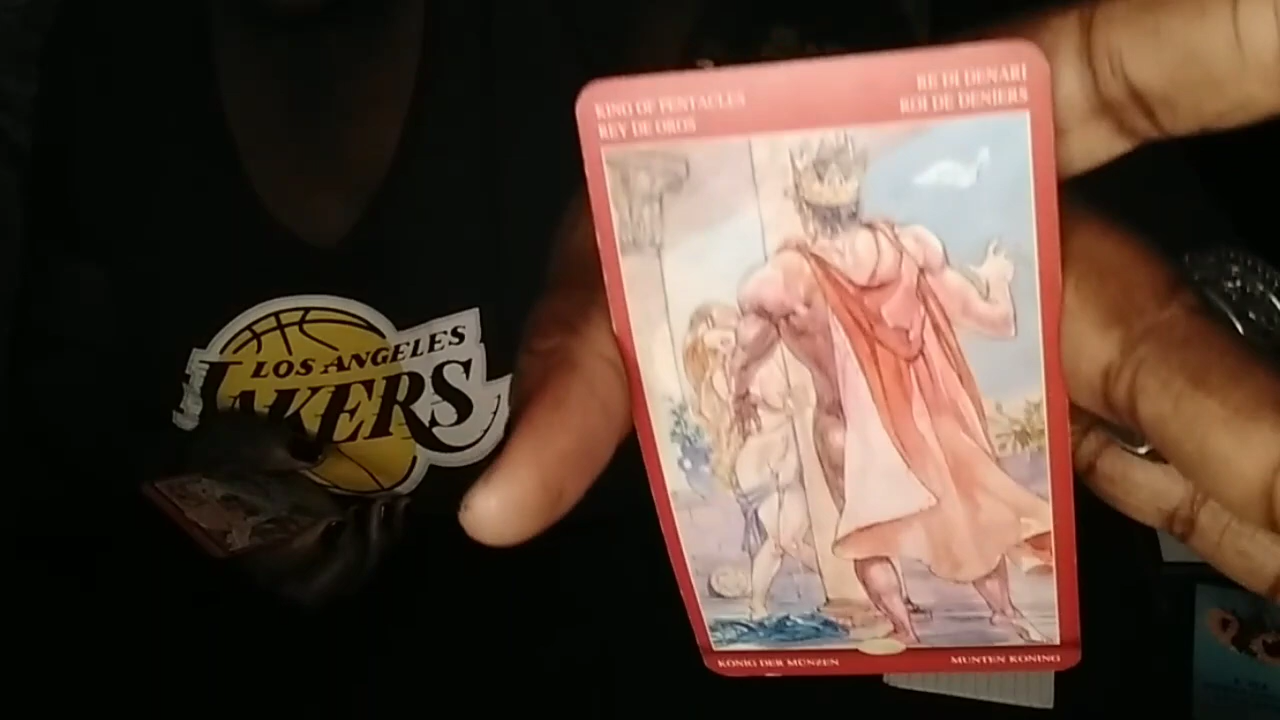 KING OF PENTACLES
REY DE OROS
RE DI DENARI
ROI DE DENIERS
LOS ANGELES
LAKERS
KÖNIG DER MÜNZEN
MUNTEN KONING